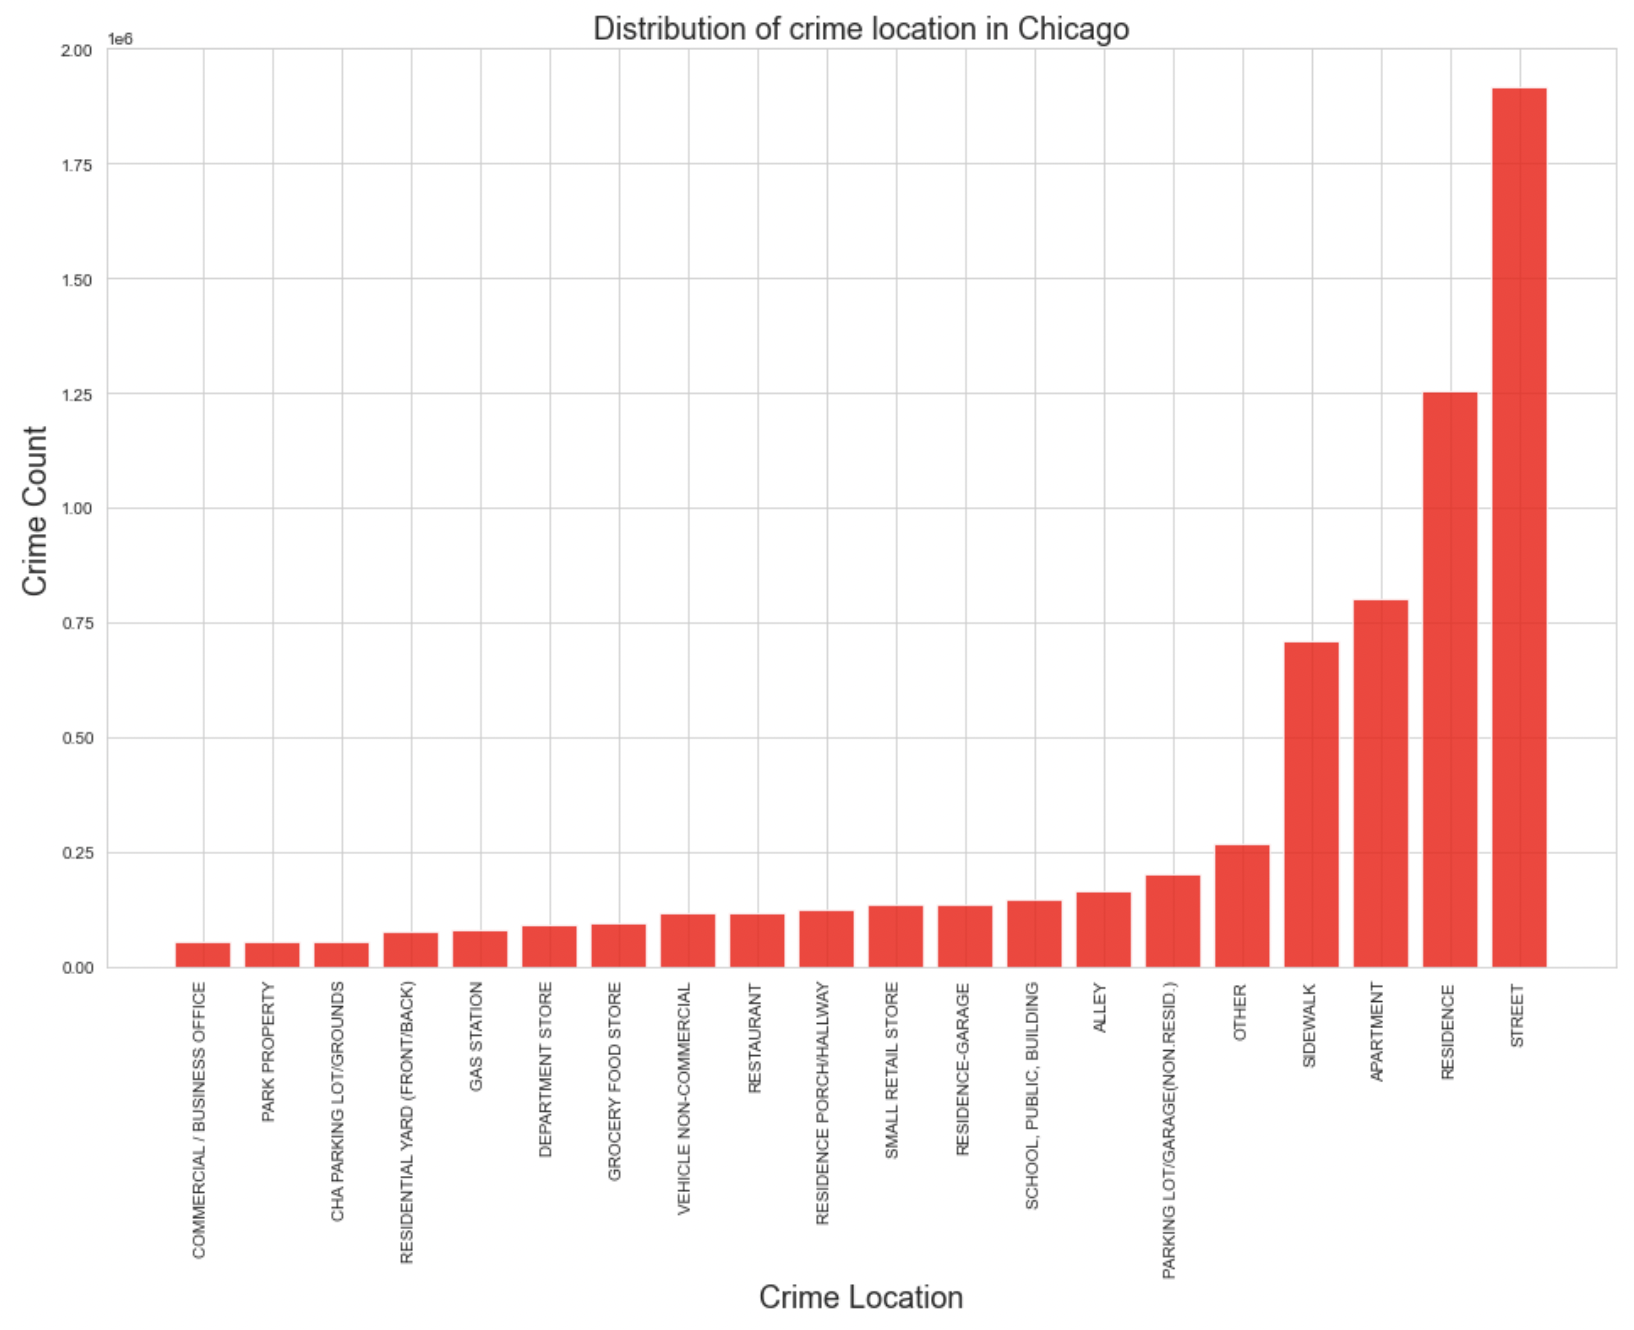 Distribution of crime location in Chicago
1e6
2.00
1.75
1.50
1.25
1.00
0.75
0.50
0.25
0.00
Crime Count
COMMERCIAL / BUSINESS OFFICE
PARK PROPERTY
CHA PARKING LOT/GROUNDS
RESIDENTIAL YARD (FRONT/BACK)
GAS STATION
DEPARTMENT STORE
GROCERY FOOD STORE
VEHICLE NON-COMMERCIAL
RESTAURANT
RESIDENCE PORCH/HALLWAY
SMALL RETAIL STORE
RESIDENCE-GARAGE
SCHOOL, PUBLIC, BUILDING
ALLEY
PARKING LOT/GARAGE(NON.RESID.)
OTHER
SIDEWALK
APARTMENT
RESIDENCE
STREET
Crime Location